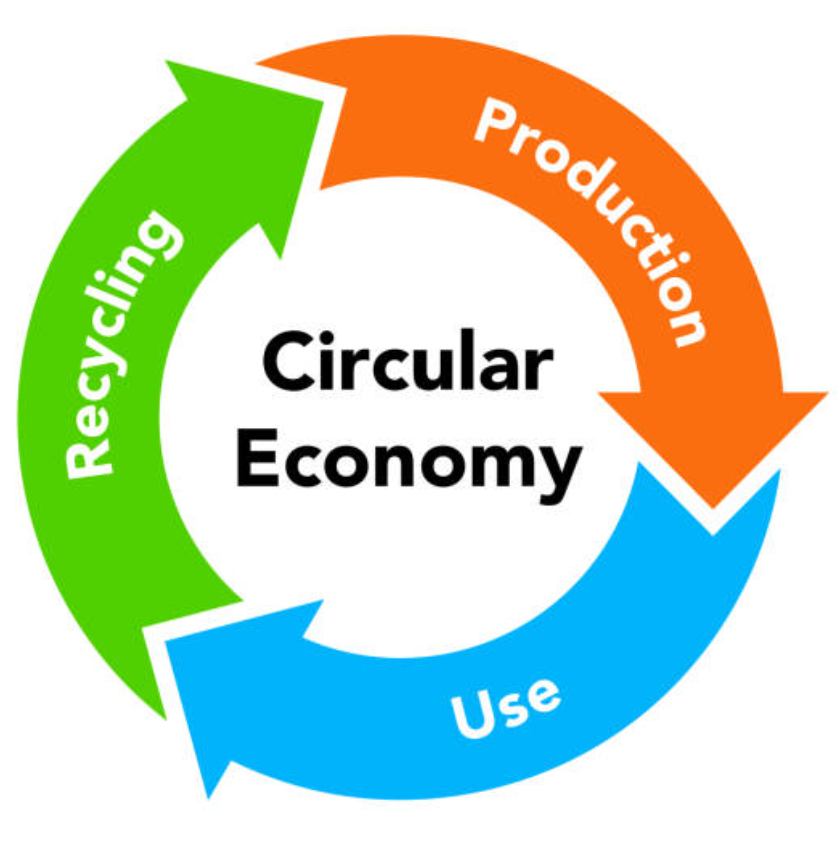 Circular
Economy
Production
Use
Recycling